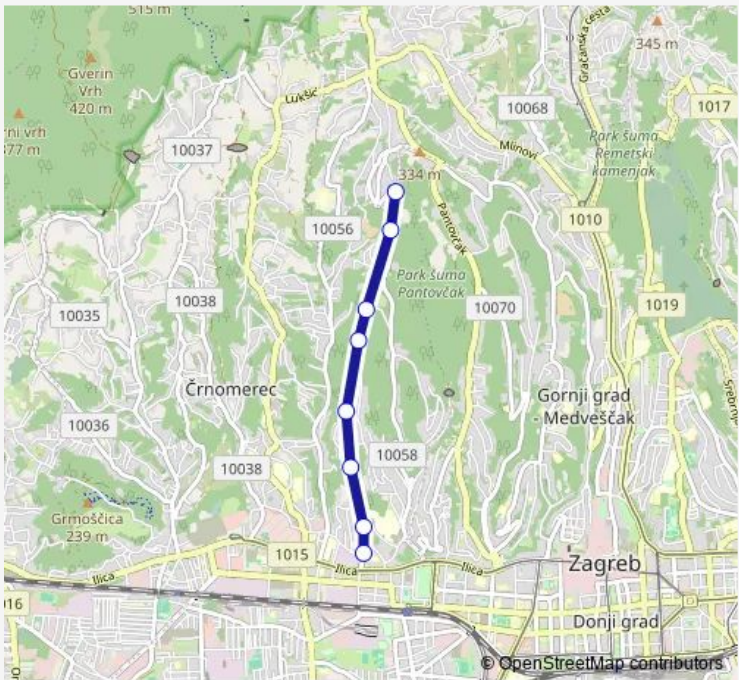 515 m
Gverin
Vrh
420 m
rni vrh
377 m
10037
Lukšić
Gračanska cesta
345 m
10068
1017
Mlinovi
Park šuma
Remetski
kamenjak
334 m
10056
Pantovčak
1010
Park šuma
Pantovčak
10035
10038
10070
1019
Črnomerec
Gornji grad
- Medveščak
Srebrnja
10036
10038
10058
Grmoščica
239 m
1015
Ilica
Ilica
Ilica
Zagreb
016
Donji grad
© OpenStreetMap contributors